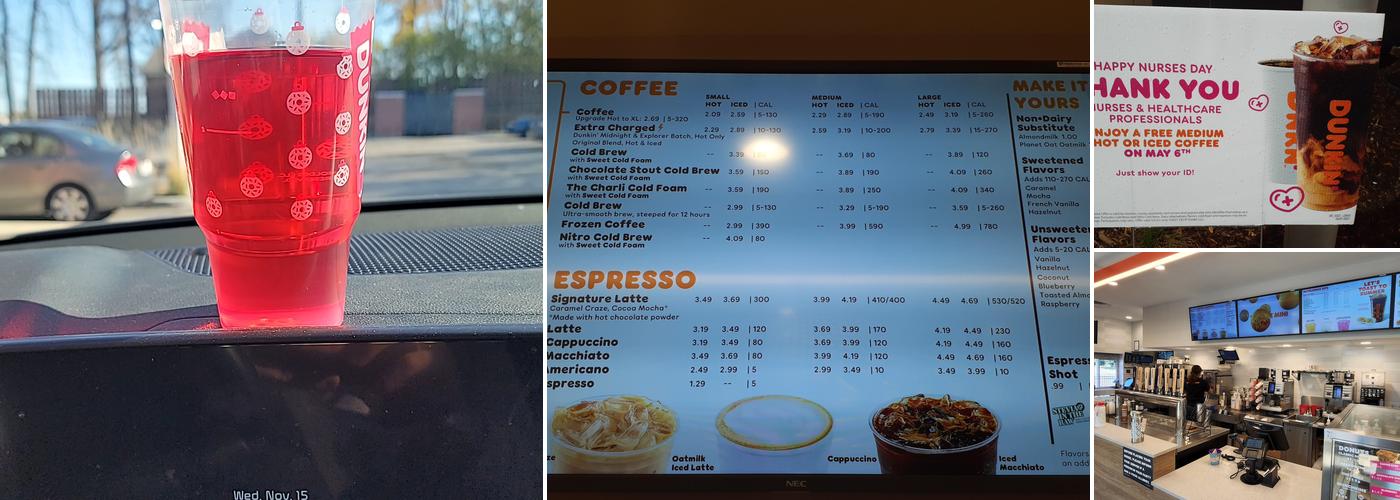 DUNKIN'
Wed, Nov, 15
COFFEE
SMALL MEDIUM LARGE
HOT ICED | CAL HOT ICED | CAL HOT ICED | CAL
Coffee 2.09 2.59 | 5-130 2.29 2.89 | 5-190 2.49 3.19 | 5-260
Upgrade Hot to XL: 2.69 | 5-320
Extra Charged 2.29 2.89 | 10-130 2.59 3.19 | 10-200 2.79 3.39 | 15-270
Dunkin' Midnight & Explorer Batch, Hot Only
Original Blend, Hot & Iced
Cold Brew -- 3.39 -- 3.69 | 80 -- 3.89 | 120
with Sweet Cold Foam
Chocolate Stout Cold Brew 3.59 | 150 -- 3.89 | 190 -- 4.09 | 260
with Sweet Cold Foam
The Charli Cold Foam -- 3.59 | 190 -- 3.89 | 250 -- 4.09 | 340
with Sweet Cold Foam
Cold Brew -- 2.99 | 5-130 -- 3.29 | 5-190 -- 3.59 | 5-260
Ultra-smooth brew, steeped for 12 hours
Frozen Coffee -- 2.99 | 390 -- 3.99 | 590 -- 4.99 | 780
Nitro Cold Brew -- 4.09 | 80
with Sweet Cold Foam
ESPRESSO
Signature Latte 3.49 3.69 | 300 3.99 4.19 | 410/400 4.49 4.69 | 530/520
Caramel Craze, Cocoa Mocha*
*Made with hot chocolate powder
Latte 3.19 3.49 | 120 3.69 3.99 | 170 4.19 4.49 | 230
Cappuccino 3.19 3.49 | 80 3.69 3.99 | 120 4.19 4.49 | 160
Macchiato 3.49 3.69 | 80 3.99 4.19 | 120 4.49 4.69 | 160
Americano 2.49 2.99 | 5 2.99 3.49 | 10 3.49 3.99 | 10
spresso 1.29 -- | 5
Oatmilk
Iced Latte
Cappuccino
Iced
Macchiato
NEC
MAKE IT
YOURS
Non-Dairy
Substitute
Almondmilk 1.00
Planet Oat Oatmilk
Sweetened
Flavors
Adds 110-270 CAL
Caramel
Mocha
French Vanilla
Hazelnut
Unsweeten
Flavors
Adds 5-20 CAL
Vanilla
Hazelnut
Coconut
Blueberry
Toasted Almo
Raspberry
Espres
Shot
.99 |
Flavors
an add
HAPPY NURSES DAY
HANK YOU
NURSES & HEALTHCARE
PROFESSIONALS
NJOY A FREE MEDIUM
HOT OR ICED COFFEE
ON MAY 6TH
Just show your ID!
DUNKIN'
LET'S
TOAST TO
SUMMER
MINI
DONUTS